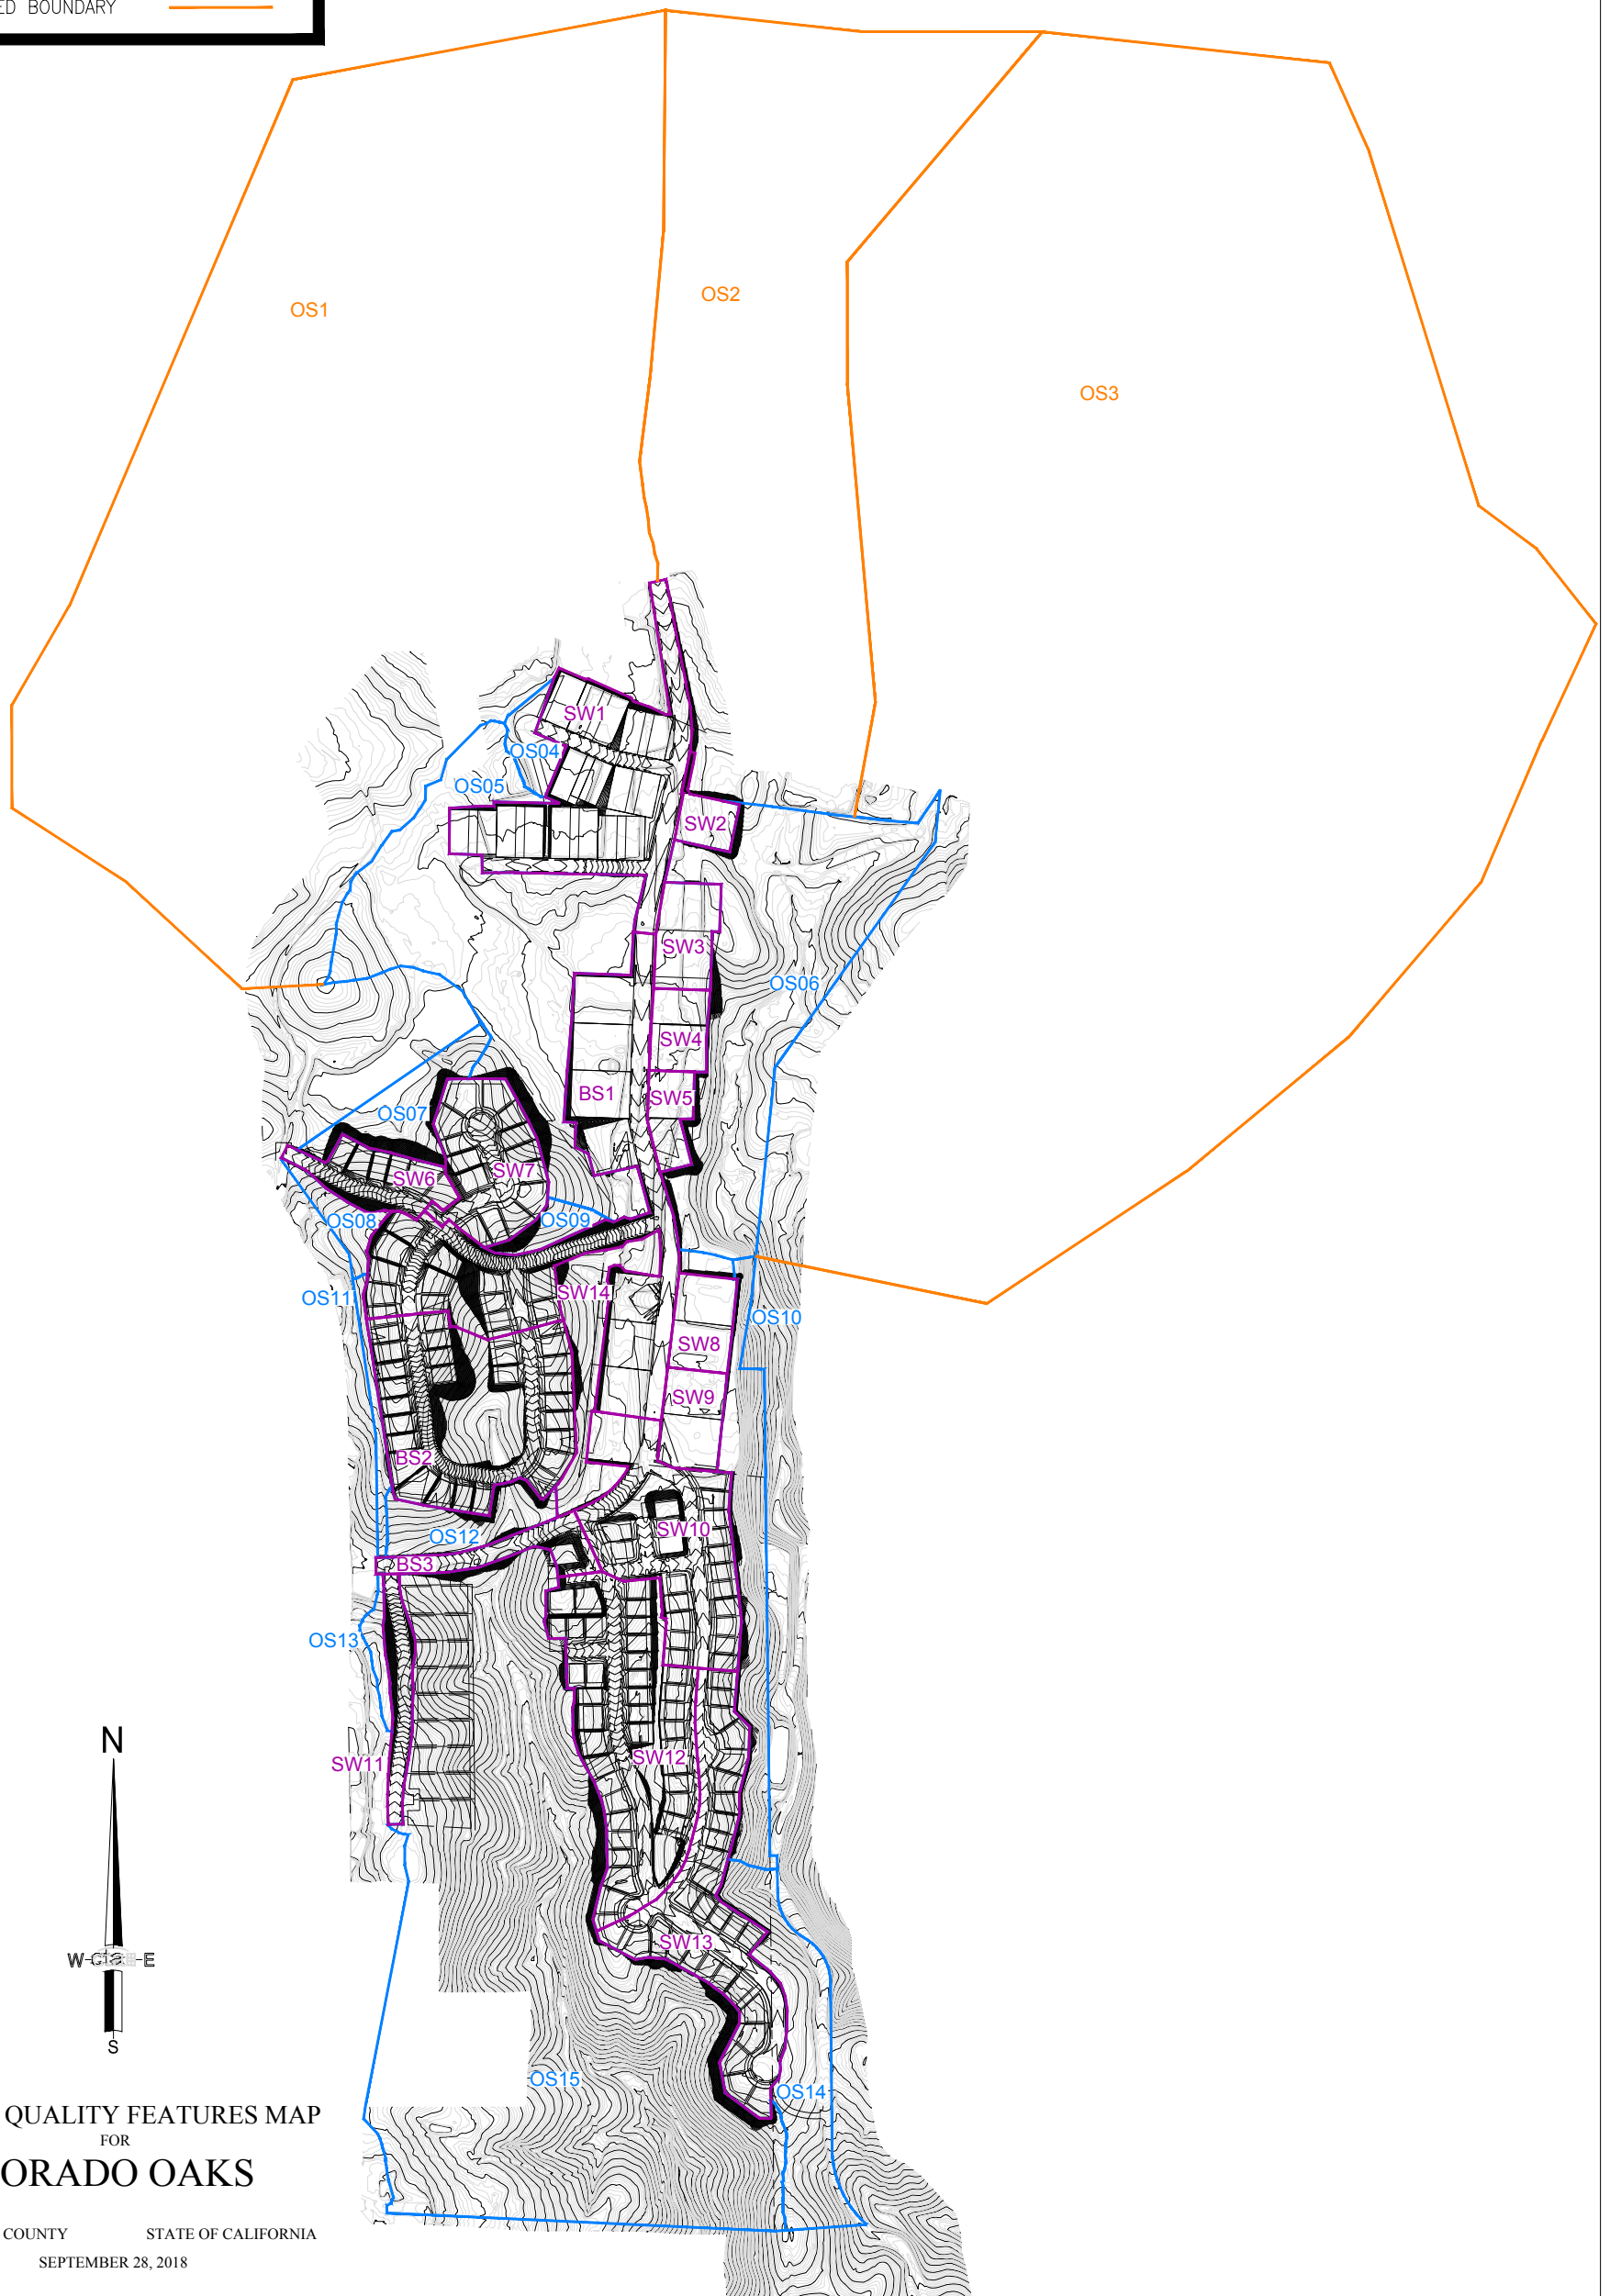 ED BOUNDARY
OS1
OS2
OS3
SW1
OS04
OS05
SW2
SW3
OS06
SW4
BS1
SW5
OS07
SW7
SW6
OS08
OS09
SW14
OS11
OS10
SW8
SW9
BS2
SW10
OS12
BS3
OS13
SW12
SW11
N
SW13
W
E
S
OS15
OS14
QUALITY FEATURES MAP
FOR
ORADO OAKS
COUNTY STATE OF CALIFORNIA
SEPTEMBER 28, 2018